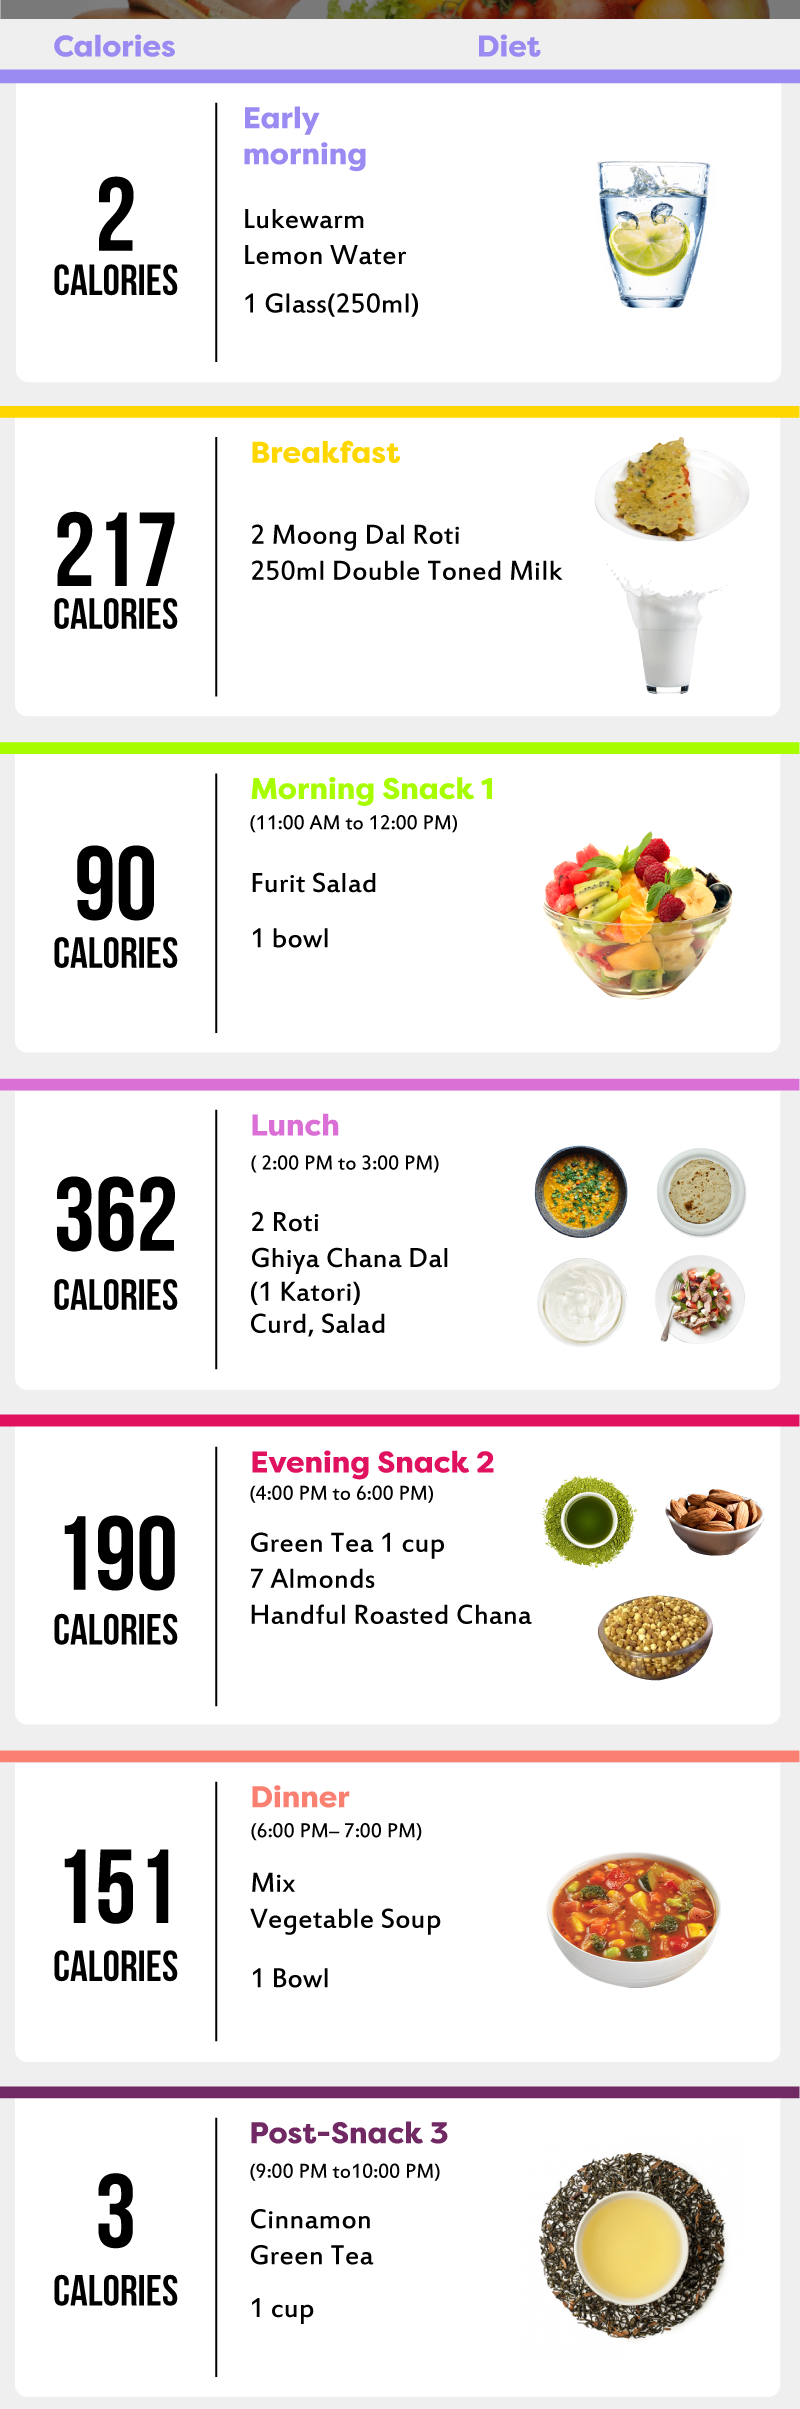 Calories Diet
Early
morning
2
CALORIES
Lukewarm
Lemon Water
1 Glass(250ml)
Breakfast
217
CALORIES
2 Moong Dal Roti
250ml Double Toned Milk
Morning Snack 1
(11:00 AM to 12:00 PM)
90
CALORIES
Furit Salad
1 bowl
Lunch
( 2:00 PM to 3:00 PM)
362
CALORIES
2 Roti
Ghiya Chana Dal
(1 Katori)
Curd, Salad
Evening Snack 2
(4:00 PM to 6:00 PM)
190
CALORIES
Green Tea 1 cup
7 Almonds
Handful Roasted Chana
Dinner
(6:00 PM– 7:00 PM)
151
CALORIES
Mix
Vegetable Soup
1 Bowl
Post-Snack 3
(9:00 PM to10:00 PM)
3
CALORIES
Cinnamon
Green Tea
1 cup